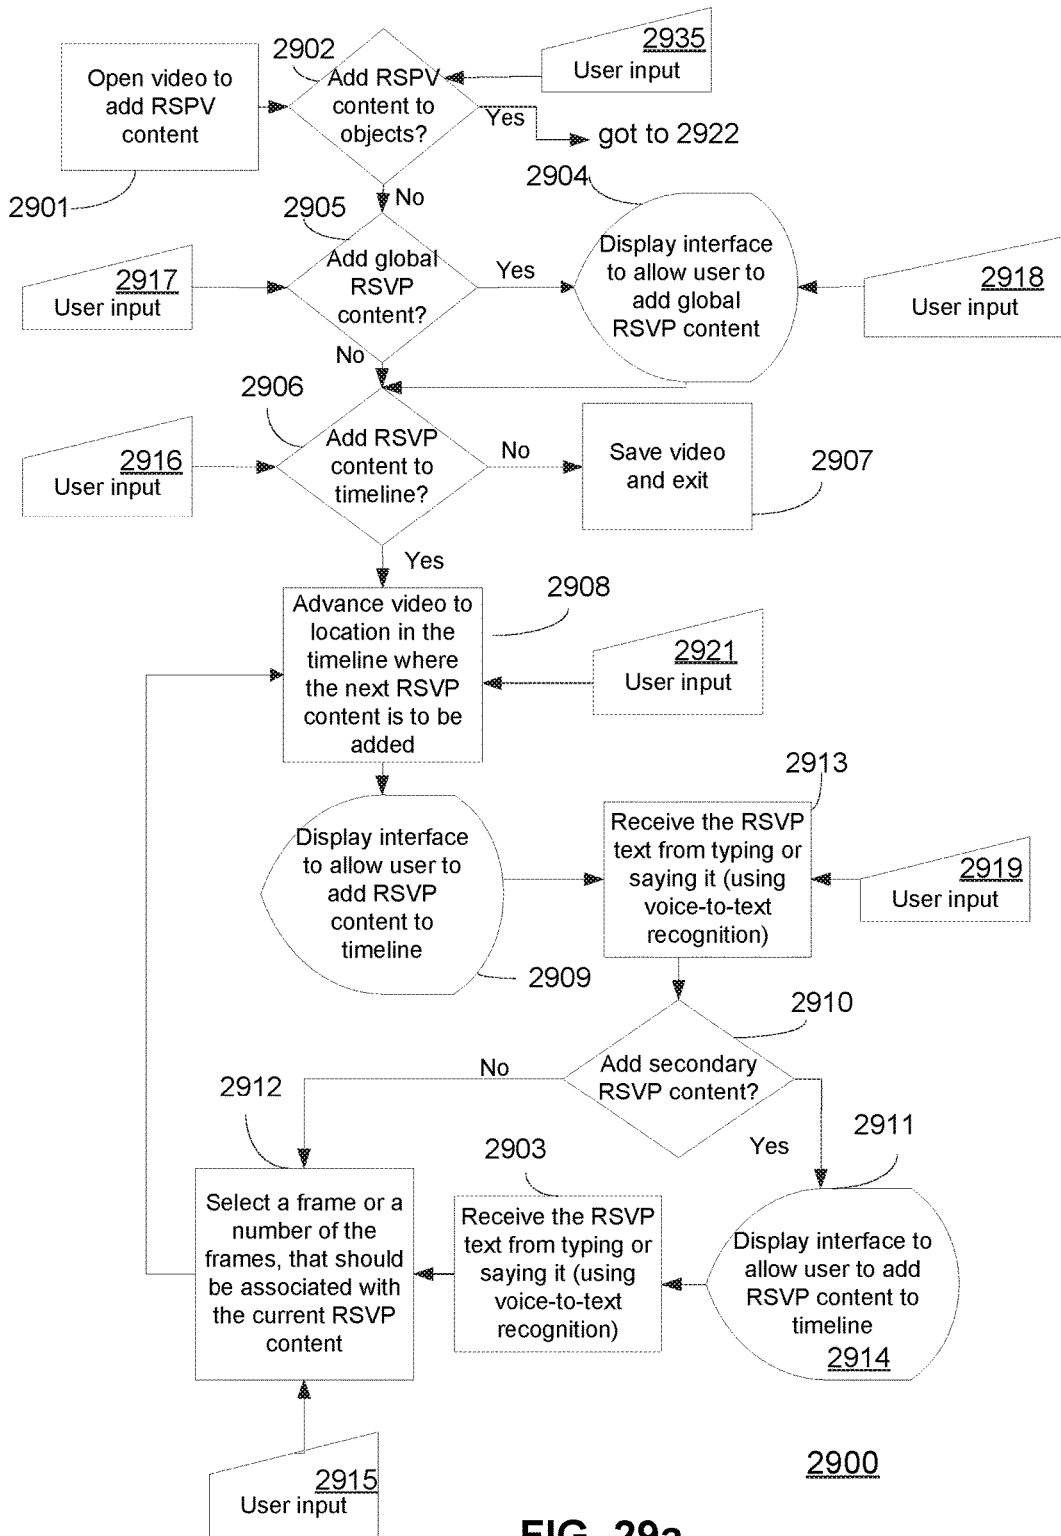 2902
2935
User input
Open video to
add RSPV
content
Add RSPV
content to
objects?
Yes
got to 2922
2901
No
2904
2905
2917
User input
Add global
RSVP
content?
Yes
Display interface
to allow user to
add global
RSVP content
2918
User input
No
2906
2916
User input
Add RSVP
content to
timeline?
No
Save video
and exit
2907
Yes
2908
Advance video to
location in the
timeline where
the next RSVP
content is to be
added
2921
User input
2913
Display interface
to allow user to
add RSVP
content to
timeline
2909
Receive the RSVP
text from typing or
saying it (using
voice-to-text
recognition)
2919
User input
2910
Add secondary
RSVP content?
No
Yes
2912
2903
2911
Select a frame or a
number of the
frames, that should
be associated with
the current RSVP
content
Receive the RSVP
text from typing or
saying it (using
voice-to-text
recognition)
Display interface to
allow user to add
RSVP content to
timeline
2914
2915
User input
2900
FIG. 29a